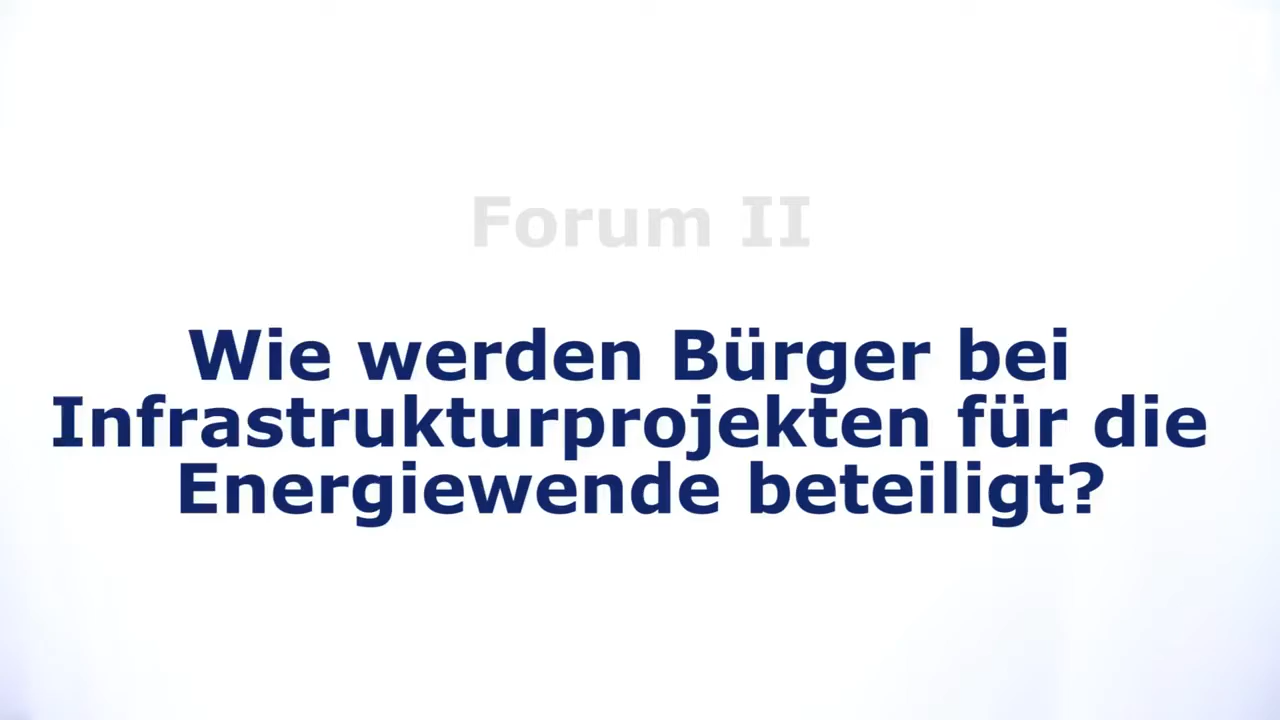 Forum II
Wie werden Bürger bei
Infrastrukturprojekten für die
Energiewende beteiligt?